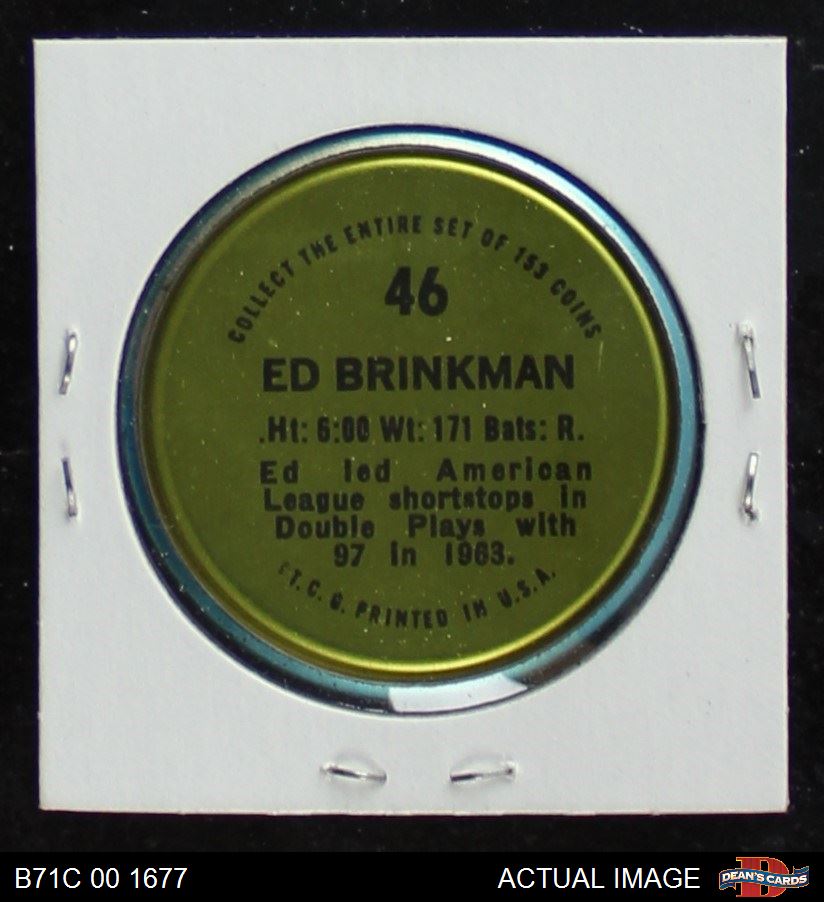 COLLECT THE ENTIRE SET OF 153 COINS
46
ED BRINKMAN
.Ht: 6:00 Wt: 171 Bats: R.
Ed led American
League shortstops in
Double Plays with
97 in 1963.
T.C.G. PRINTED IN U.S.A.
B71C 00 1677
ACTUAL IMAGE
D
DEAN'S CARDS